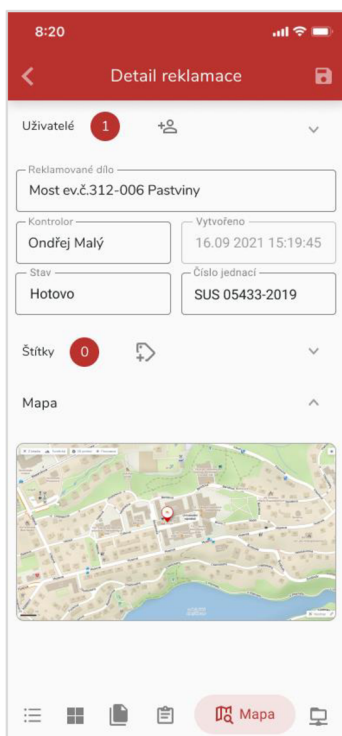 8:20
Detail reklamace
Uživatelé 1
Reklamované dílo
Most ev.č.312-006 Pastviny
Kontrolor
Ondřej Malý
Vytvořeno
16.09 2021 15:19:45
Stav
Hotovo
Číslo jednací
SUS 05433-2019
Štítky 0
Mapa
Mapa